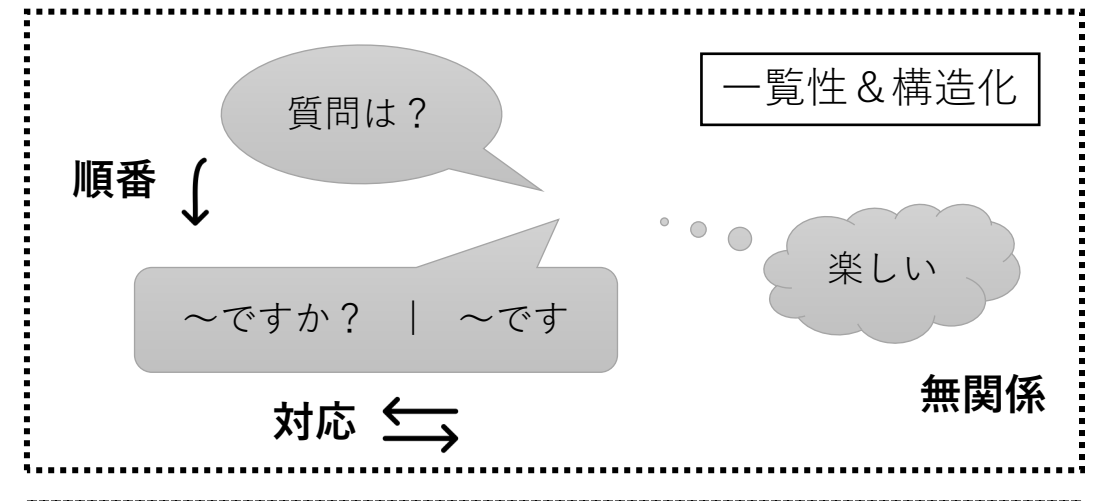 質問は？
一覧性＆構造化
順番
楽しい
～ですか？　|　～です
無関係
対応